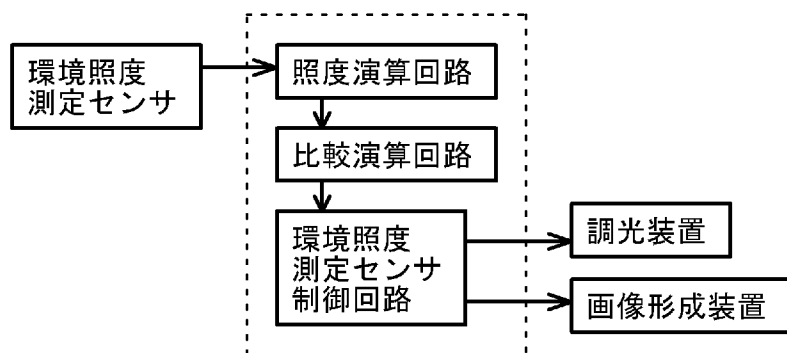 環境照度
測定センサ
照度演算回路
比較演算回路
環境照度
測定センサ
制御回路
調光装置
画像形成装置